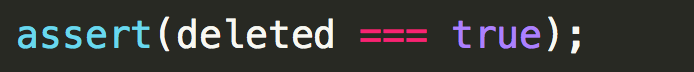 assert(deleted === true);